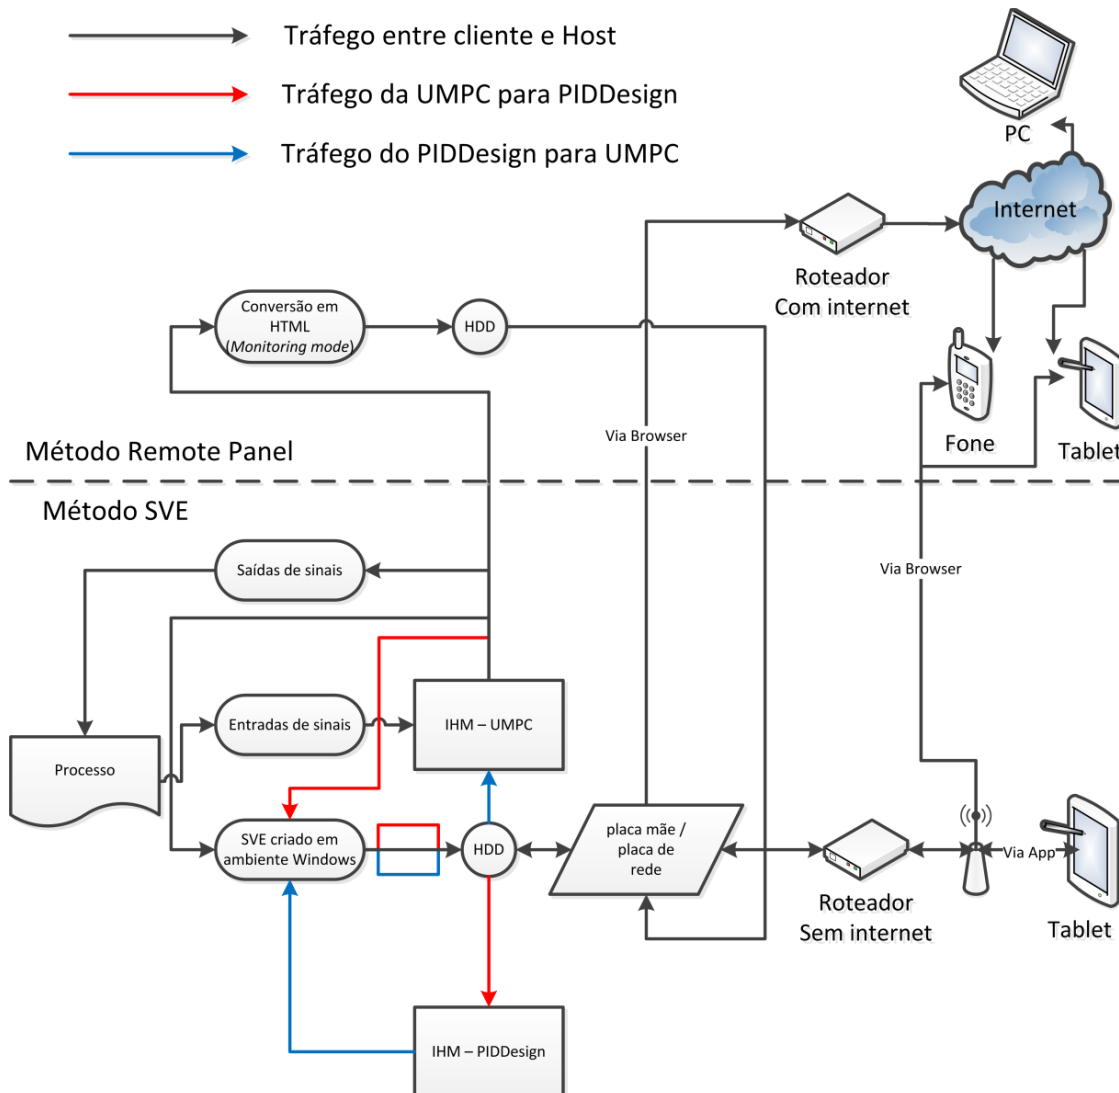 Tráfego entre cliente e Host
Tráfego da UMPC para PIDDesign
Tráfego do PIDDesign para UMPC
PC
Internet
Roteador
Com internet
Conversão em
HTML
(Monitoring mode)
HDD
Via Browser
Fone
Tablet
Método Remote Panel
Método SVE
Saídas de sinais
Via Browser
Entradas de sinais
IHM – UMPC
Processo
SVE criado em
ambiente Windows
HDD
placa mãe /
placa de
rede
Via App
Roteador
Sem internet
Tablet
IHM – PIDDesign